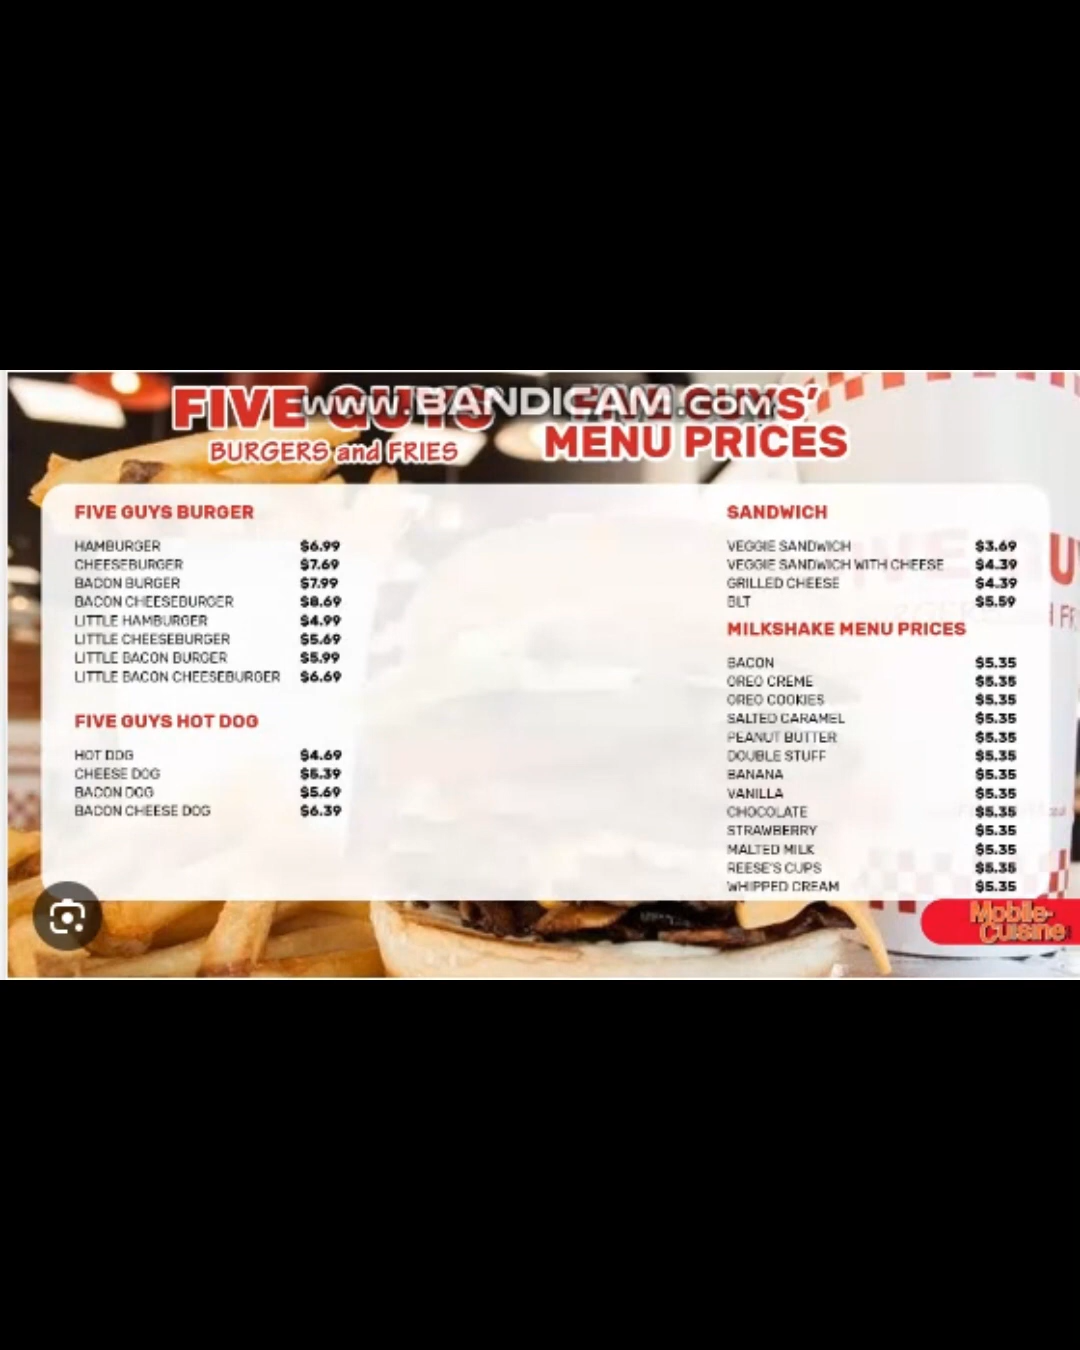 FIVE GUYS
BURGERS and FRIES
www.BANDICAM.com
FIVE GUYS'
MENU PRICES
FIVE GUYS BURGER
HAMBURGER $6.99
CHEESEBURGER $7.69
BACON BURGER $7.99
BACON CHEESEBURGER $8.69
LITTLE HAMBURGER $4.99
LITTLE CHEESEBURGER $5.69
LITTLE BACON BURGER $5.99
LITTLE BACON CHEESEBURGER $6.69
FIVE GUYS HOT DOG
HOT DOG $4.69
CHEESE DOG $5.39
BACON DOG $5.69
BACON CHEESE DOG $6.39
SANDWICH
VEGGIE SANDWICH $3.69
VEGGIE SANDWICH WITH CHEESE $4.39
GRILLED CHEESE $4.39
BLT $5.59
MILKSHAKE MENU PRICES
BACON $5.35
OREO CREME $5.35
OREO COOKIES $5.35
SALTED CARAMEL $5.35
PEANUT BUTTER $5.35
DOUBLE STUFF $5.35
BANANA $5.35
VANILLA $5.35
CHOCOLATE $5.35
STRAWBERRY $5.35
MALTED MILK $5.35
REESE'S CUPS $5.35
WHIPPED CREAM $5.35
Mobile-
Cuisine